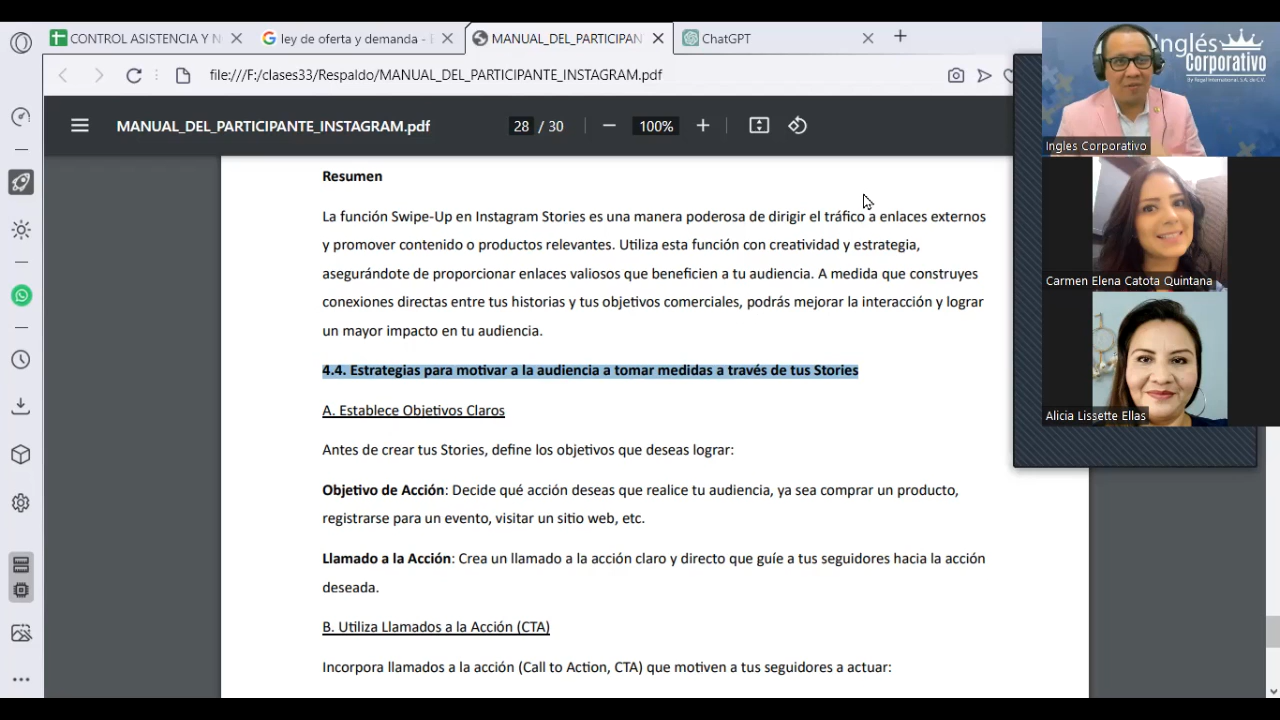 CONTROL ASISTENCIA Y N
ley de oferta y demanda -
MANUAL_DEL_PARTICIPAN
ChatGPT
file:///F:/clases33/Respaldo/MANUAL_DEL_PARTICIPANTE_INSTAGRAM.pdf
MANUAL_DEL_PARTICIPANTE_INSTAGRAM.pdf
28 / 30
100%
Resumen
La función Swipe-Up en Instagram Stories es una manera poderosa de dirigir el tráfico a enlaces externos
y promover contenido o productos relevantes. Utiliza esta función con creatividad y estrategia,
asegurándote de proporcionar enlaces valiosos que beneficien a tu audiencia. A medida que construyes
conexiones directas entre tus historias y tus objetivos comerciales, podrás mejorar la interacción y lograr
un mayor impacto en tu audiencia.
4.4. Estrategias para motivar a la audiencia a tomar medidas a través de tus Stories
A. Establece Objetivos Claros
Antes de crear tus Stories, define los objetivos que deseas lograr:
Objetivo de Acción: Decide qué acción deseas que realice tu audiencia, ya sea comprar un producto,
registrarse para un evento, visitar un sitio web, etc.
Llamado a la Acción: Crea un llamado a la acción claro y directo que guíe a tus seguidores hacia la acción
deseada.
B. Utiliza Llamados a la Acción (CTA)
Incorpora llamados a la acción (Call to Action, CTA) que motiven a tus seguidores a actuar:
Inglés
Corporativo
By Regal International, S.A. de C.V.
Ingles Corporativo
Carmen Elena Catota Quintana
Alicia Lissette Ellas